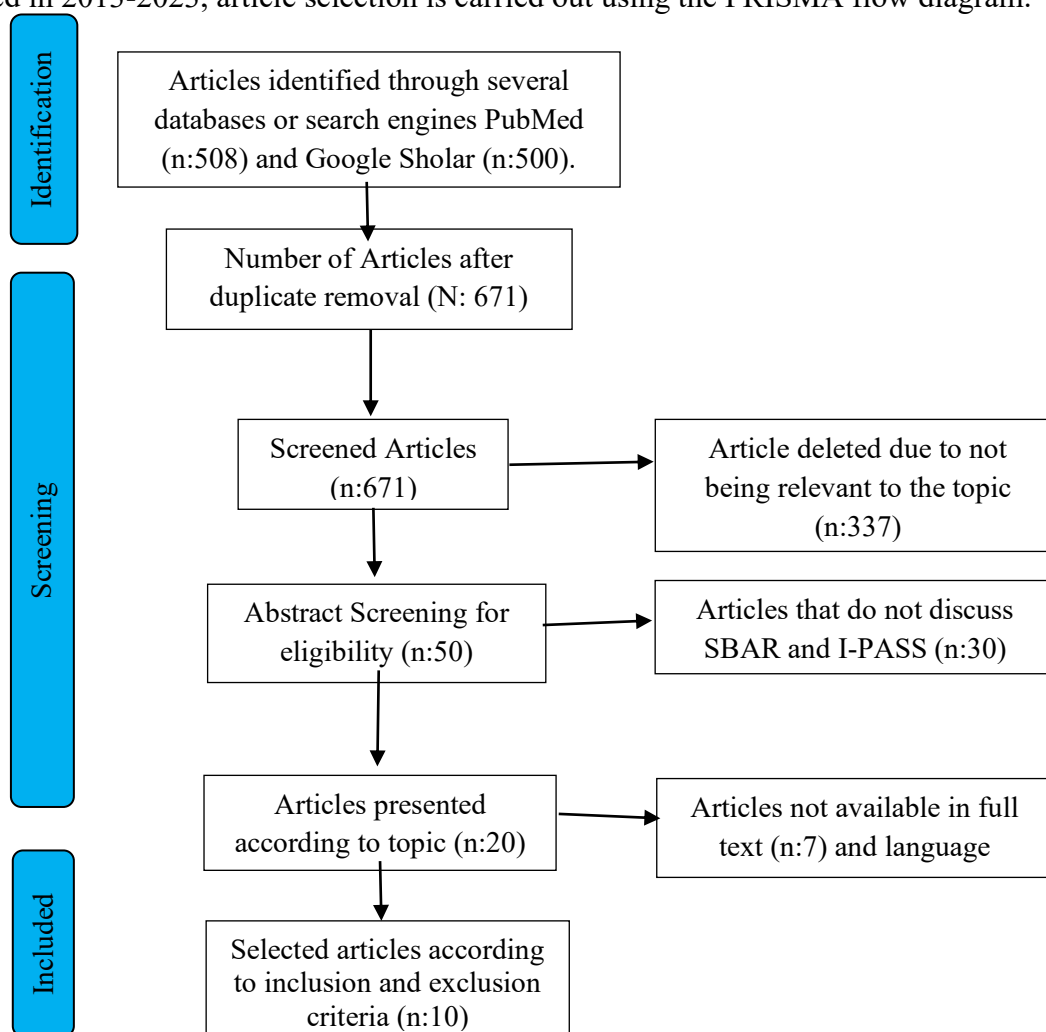 ed in 2013-2023, article selection is carried out using the PRISMA flow diagram.
Identification
Articles identified through several
databases or search engines PubMed
(n:508) and Google Sholar (n:500).
Number of Articles after
duplicate removal (N: 671)
Screening
Screened Articles
(n:671)
Article deleted due to not
being relevant to the topic
(n:337)
Abstract Screening for
eligibility (n:50)
Articles that do not discuss
SBAR and I-PASS (n:30)
Articles presented
according to topic (n:20)
Articles not available in full
text (n:7) and language
Included
Selected articles according
to inclusion and exclusion
criteria (n:10)